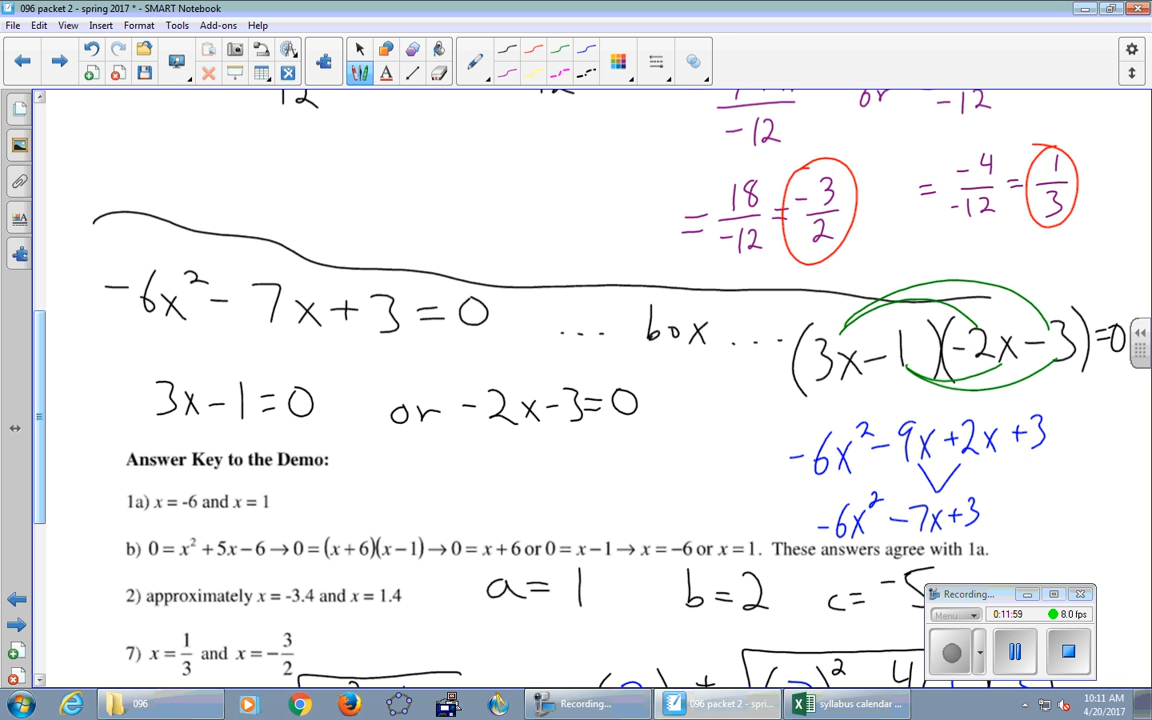 096 packet 2 - spring 2017 * - SMART Notebook
File Edit View Insert Format Tools Add-ons Help
12
-12 or -12
= 18/-12 = -3/2
= -4/-12 = 1/3
-6x² - 7x + 3 = 0 ... box ... (3x - 1)(-2x - 3) = 0
3x - 1 = 0 or -2x - 3 = 0
-6x² - 9x + 2x + 3
-6x² - 7x + 3
Answer Key to the Demo:
1a) x = -6 and x = 1
b) 0 = x² + 5x − 6 → 0 = (x + 6)(x − 1) → 0 = x + 6 or 0 = x − 1 → x = −6 or x = 1. These answers agree with 1a.
a = 1 b = 2 c = -5
2) approximately x = -3.4 and x = 1.4
7) x = 1/3 and x = −3/2
Recording...
Menu
0:11:59 8.0 fps
096
Recording...
096 packet 2 - spri...
syllabus calendar ...
10:11 AM
4/20/2017